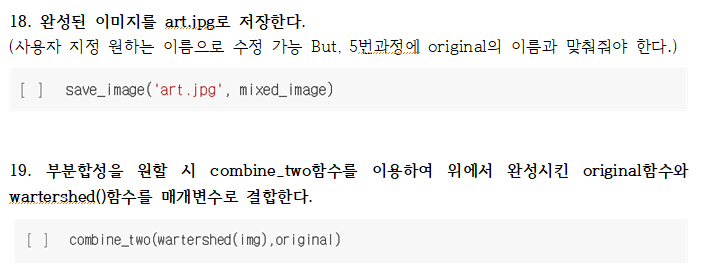 18. 완성된 이미지를 art.jpg로 저장한다.
(사용자 지정 원하는 이름으로 수정 가능 But, 5번과정에 original의 이름과 맞춰줘야 한다.)
[ ] save_image('art.jpg', mixed_image)
19. 부분합성을 원할 시 combine_two함수를 이용하여 위에서 완성시킨 original함수와
wartershed()함수를 매개변수로 결합한다.
[ ] combine_two(wartershed(img),original)